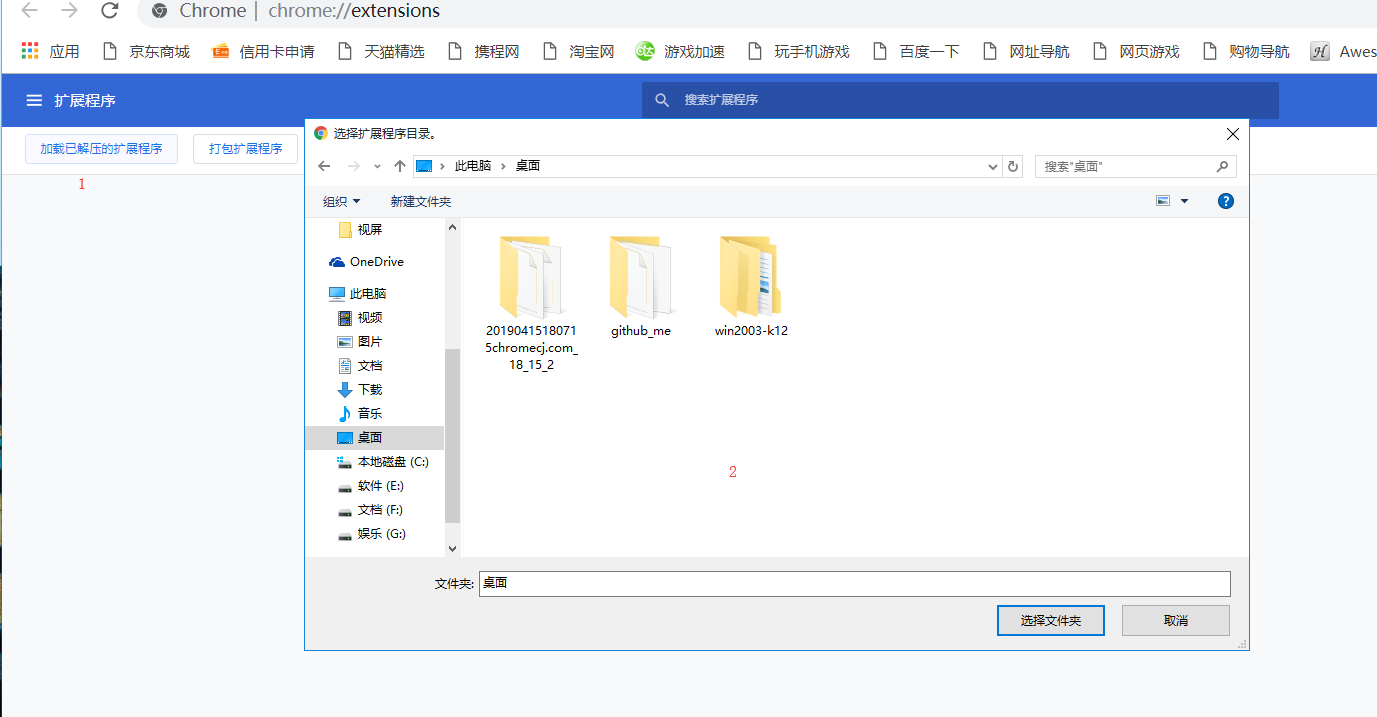 Chrome | chrome://extensions
应用 京东商城 信用卡申请 天猫精选 携程网 淘宝网 游戏加速 玩手机游戏 百度一下 网址导航 网页游戏 购物导航 Awes
扩展程序 搜索扩展程序
加载已解压的扩展程序 打包扩展程序
1
选择扩展程序目录。
此电脑 › 桌面 搜索"桌面"
组织 新建文件夹
视屏
OneDrive
此电脑
视频
图片
文档
下载
音乐
桌面
本地磁盘 (C:)
软件 (E:)
文档 (F:)
娱乐 (G:)
2019041518071
5chromecj.com_
18_15_2
github_me
win2003-k12
2
文件夹: 桌面
选择文件夹 取消